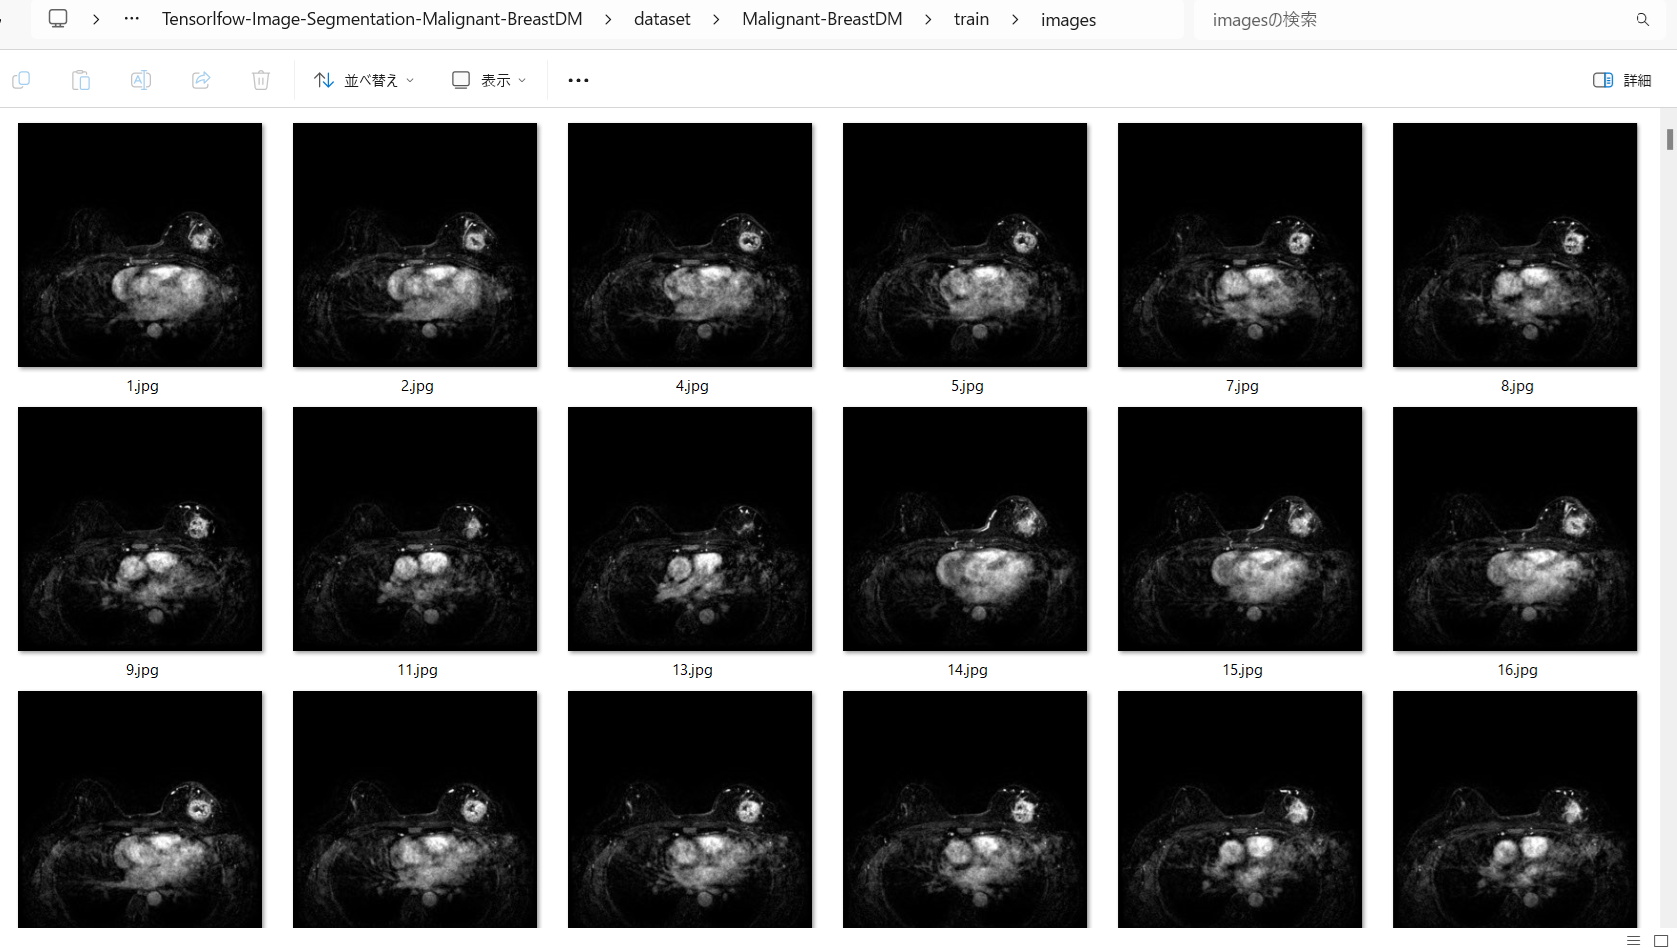 Tensorlfow-Image-Segmentation-Malignant-BreastDM > dataset > Malignant-BreastDM > train > images imagesの検索
並べ替え 表示 詳細
1.jpg 2.jpg 4.jpg 5.jpg 7.jpg 8.jpg
9.jpg 11.jpg 13.jpg 14.jpg 15.jpg 16.jpg